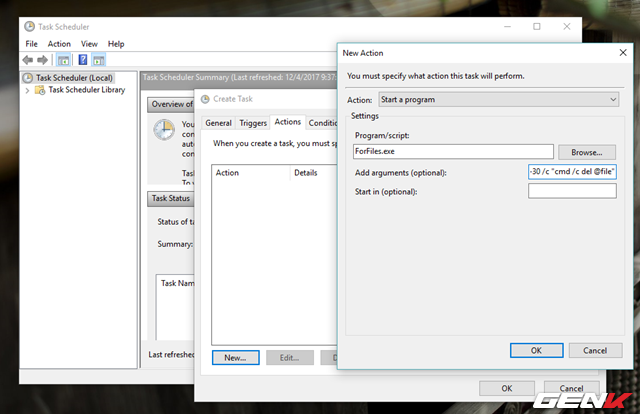 Task Scheduler
File Action View Help
Task Scheduler (Local)
Task Scheduler Library
Task Scheduler Summary (Last refreshed: 12/4/2017 9:37:
Overview of
You
com
auto
com
Task
To v
Task Status
Status of ta
Summary:
Task Nam
Last refreshed
Create Task
General Triggers Actions Conditio
When you create a task, you must sp
Action Details
New... Edit... D
OK Cancel
New Action
You must specify what action this task will perform.
Action: Start a program
Settings
Program/script:
ForFiles.exe Browse...
Add arguments (optional): -30 /c "cmd /c del @file"
Start in (optional):
OK Cancel
GENK